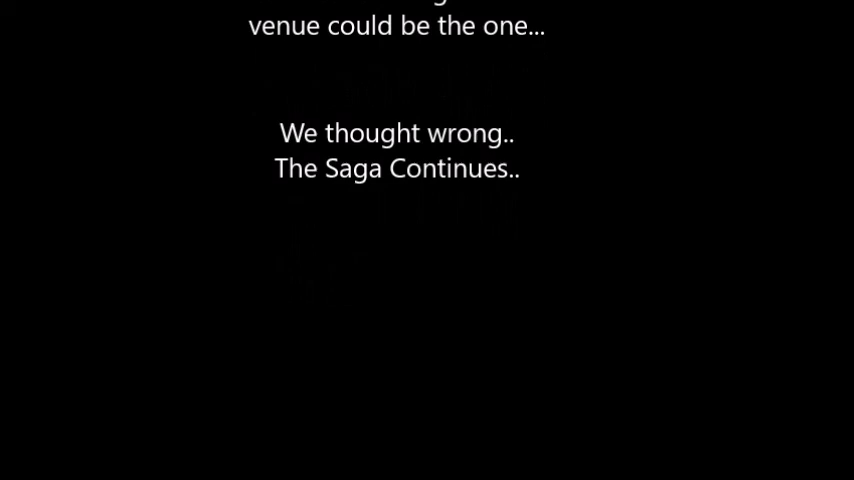 venue could be the one...
We thought wrong..
The Saga Continues..